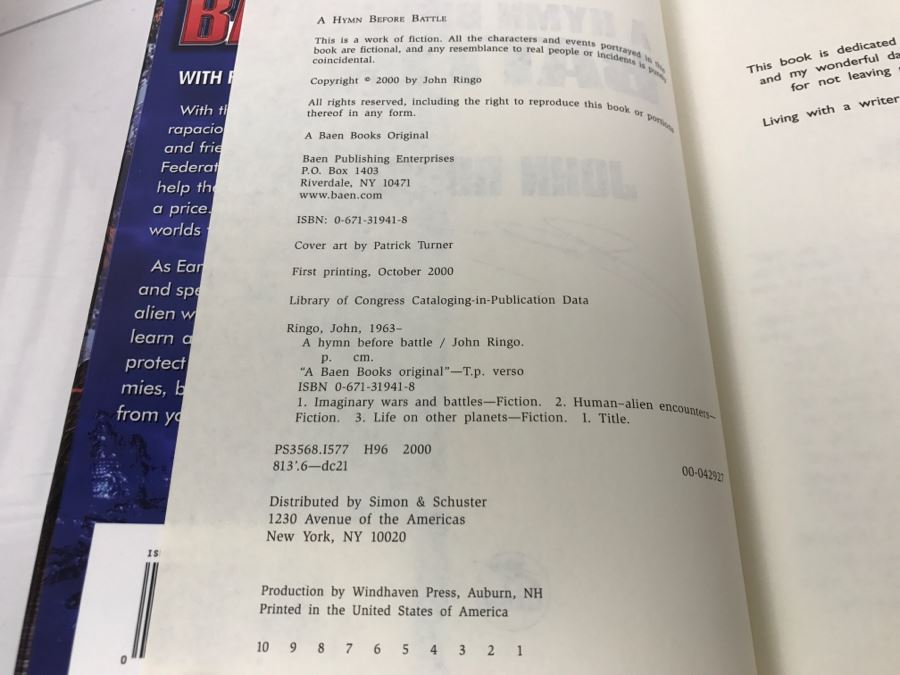 A HYMN BEFORE BATTLE
This is a work of fiction. All the characters and events portrayed in this
book are fictional, and any resemblance to real people or incidents is purely
coincidental.
Copyright © 2000 by John Ringo
All rights reserved, including the right to reproduce this book or portions
thereof in any form.
A Baen Books Original
Baen Publishing Enterprises
P.O. Box 1403
Riverdale, NY 10471
www.baen.com
ISBN: 0-671-31941-8
Cover art by Patrick Turner
First printing, October 2000
Library of Congress Cataloging-in-Publication Data
Ringo, John, 1963–
A hymn before battle / John Ringo.
p. cm.
“A Baen Books original”—T.p. verso
ISBN 0-671-31941-8
1. Imaginary wars and battles—Fiction. 2. Human–alien encounters–
Fiction. 3. Life on other planets—Fiction. I. Title.
PS3568.I577 H96 2000
813'.6—dc21
00-042927
Distributed by Simon & Schuster
1230 Avenue of the Americas
New York, NY 10020
Production by Windhaven Press, Auburn, NH
Printed in the United States of America
10 9 8 7 6 5 4 3 2 1
WITH
With
rapacio
and frie
Federat
help the
a price.
worlds
As Ear
and spe
alien w
learn a
protect
mies, b
from yo
IS
0
This book is dedicated
and my wonderful da
for not leaving
Living with a writer
JOHN